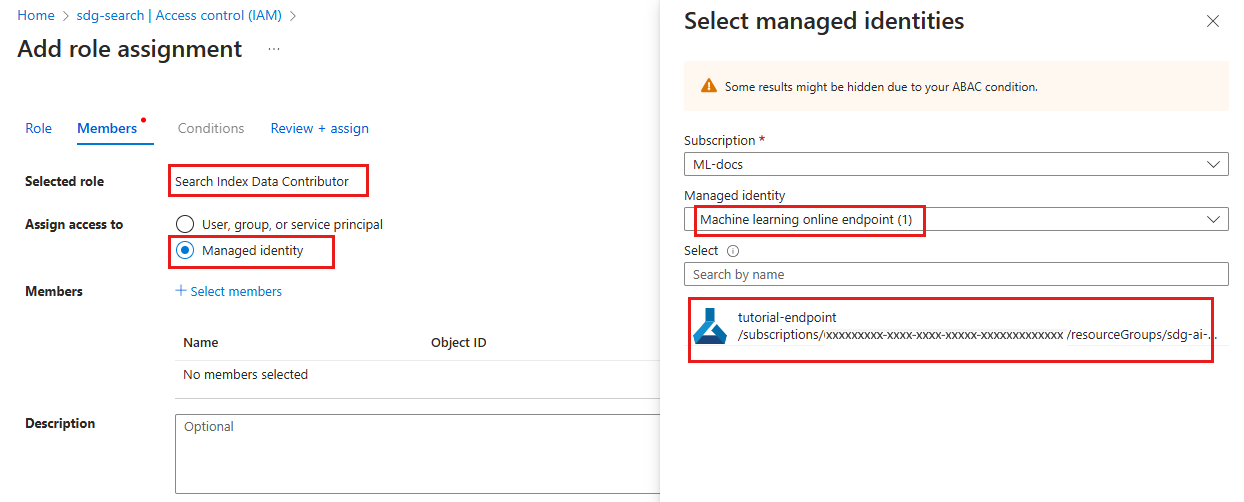 Home > sdg-search | Access control (IAM) >
Add role assignment ...
Role Members Conditions Review + assign
Selected role Search Index Data Contributor
Assign access to User, group, or service principal
Managed identity
Members + Select members
Name Object ID
No members selected
Description Optional
Select managed identities
Some results might be hidden due to your ABAC condition.
Subscription *
ML-docs
Managed identity
Machine learning online endpoint (1)
Select
Search by name
tutorial-endpoint
/subscriptions/xxxxxxxxx-xxxx-xxxx-xxxxx-xxxxxxxxxxxxx /resourceGroups/sdg-ai-...